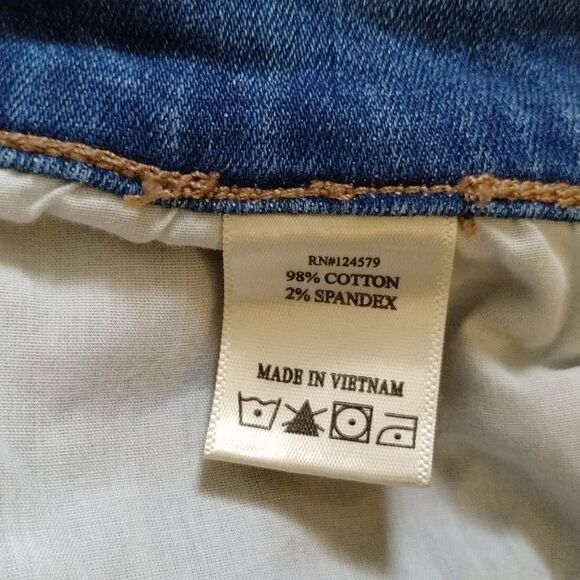 RN#124579
98% COTTON
2% SPANDEX
MADE IN VIETNAM